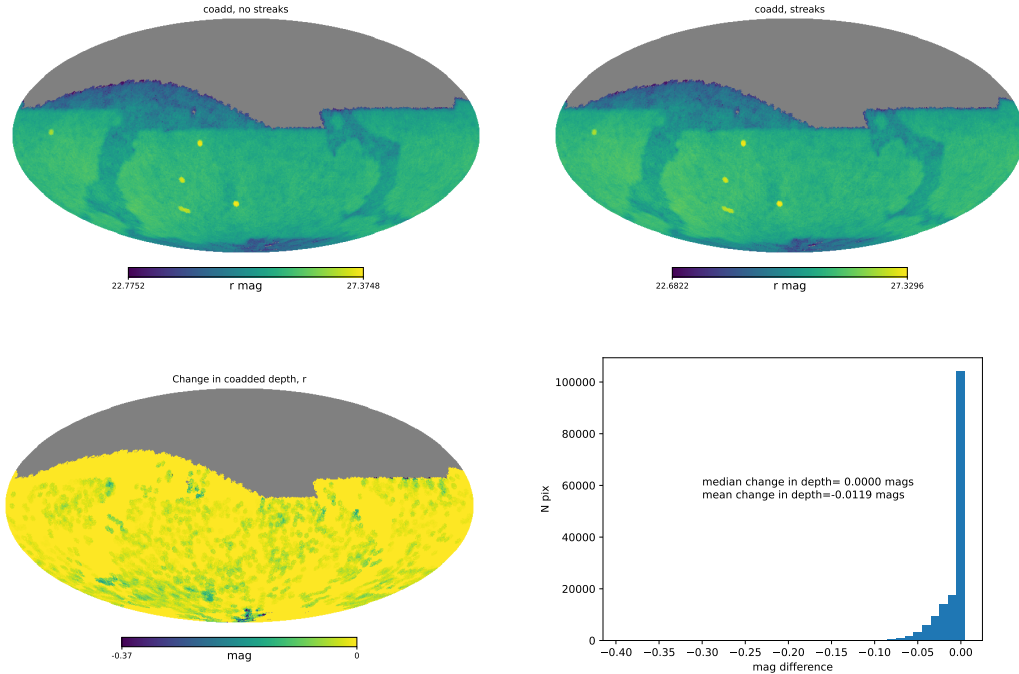 coadd, no streaks
22.7752 27.3748
r mag
coadd, streaks
22.6822 27.3296
r mag
Change in coadded depth, r
-0.37 0
mag
N pix
100000
80000
60000
40000
20000
0
median change in depth= 0.0000 mags
mean change in depth=-0.0119 mags
−0.40 −0.35 −0.30 −0.25 −0.20 −0.15 −0.10 −0.05 0.00
mag difference